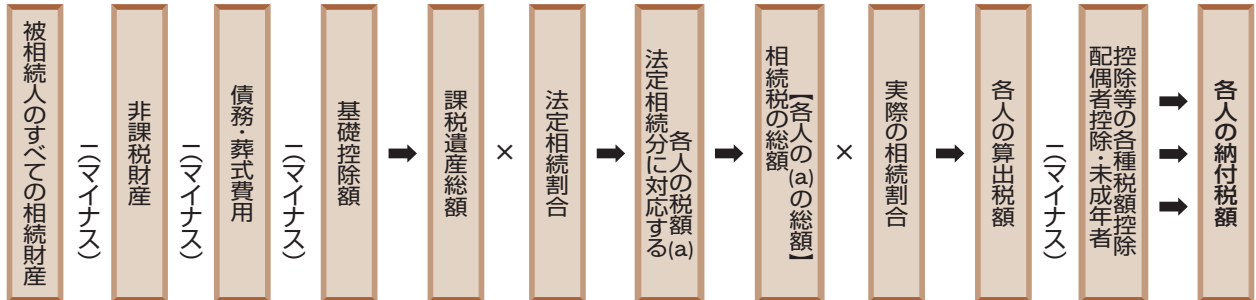 被相続人のすべての相続財産
−(マイナス)
非課税財産
−(マイナス)
債務・葬式費用
−(マイナス)
基礎控除額
➡
課税遺産総額
×
法定相続割合
➡
法定相続分に対応する
各人の税額(a)
➡
相続税の総額
【各人の(a)の総額】
×
実際の相続割合
➡
各人の算出税額
−(マイナス)
配偶者控除・未成年者
控除等の各種税額控除
➡
➡
➡
各人の納付税額